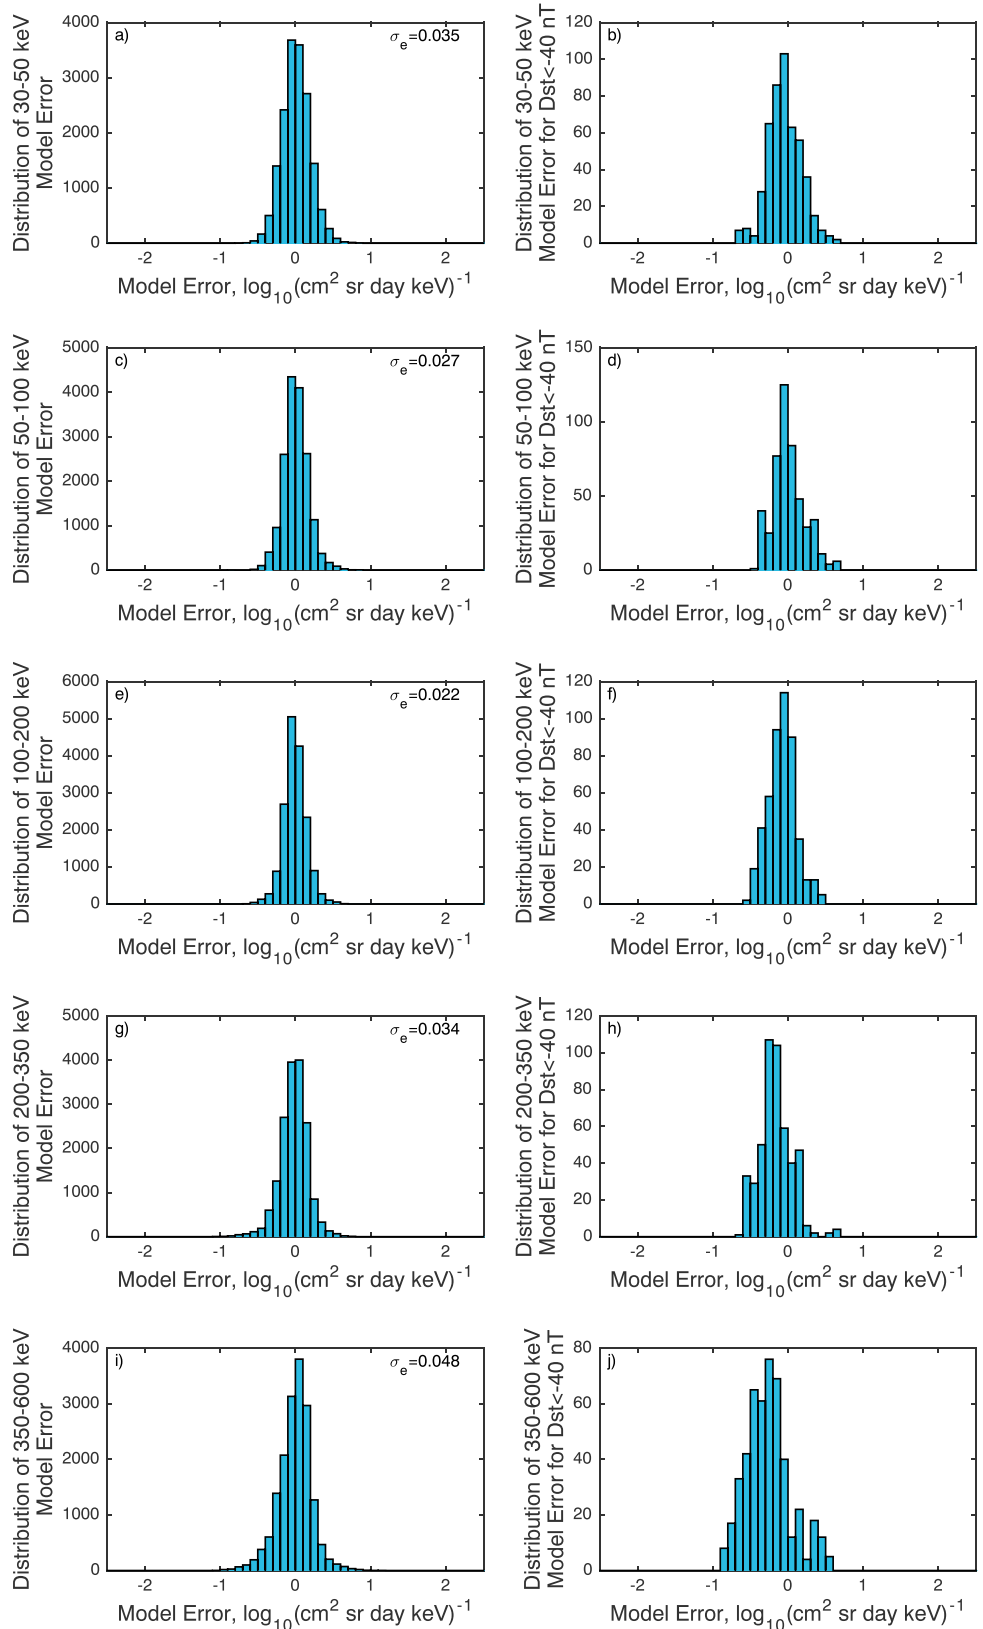 Distribution of 30-50 keV
Model Error
4000
3000
2000
1000
0
a)
σe=0.035
-2 -1 0 1 2
Model Error, log10(cm2 sr day keV)-1
Distribution of 30-50 keV
Model Error for Dst<-40 nT
120
100
80
60
40
20
0
b)
-2 -1 0 1 2
Model Error, log10(cm2 sr day keV)-1
Distribution of 50-100 keV
Model Error
5000
4000
3000
2000
1000
0
c)
σe=0.027
-2 -1 0 1 2
Model Error, log10(cm2 sr day keV)-1
Distribution of 50-100 keV
Model Error for Dst<-40 nT
150
100
50
0
d)
-2 -1 0 1 2
Model Error, log10(cm2 sr day keV)-1
Distribution of 100-200 keV
Model Error
6000
5000
4000
3000
2000
1000
0
e)
σe=0.022
-2 -1 0 1 2
Model Error, log10(cm2 sr day keV)-1
Distribution of 100-200 keV
Model Error for Dst<-40 nT
120
100
80
60
40
20
0
f)
-2 -1 0 1 2
Model Error, log10(cm2 sr day keV)-1
Distribution of 200-350 keV
Model Error
5000
4000
3000
2000
1000
0
g)
σe=0.034
-2 -1 0 1 2
Model Error, log10(cm2 sr day keV)-1
Distribution of 200-350 keV
Model Error for Dst<-40 nT
120
100
80
60
40
20
0
h)
-2 -1 0 1 2
Model Error, log10(cm2 sr day keV)-1
Distribution of 350-600 keV
Model Error
4000
3000
2000
1000
0
i)
σe=0.048
-2 -1 0 1 2
Model Error, log10(cm2 sr day keV)-1
Distribution of 350-600 keV
Model Error for Dst<-40 nT
80
60
40
20
0
j)
-2 -1 0 1 2
Model Error, log10(cm2 sr day keV)-1